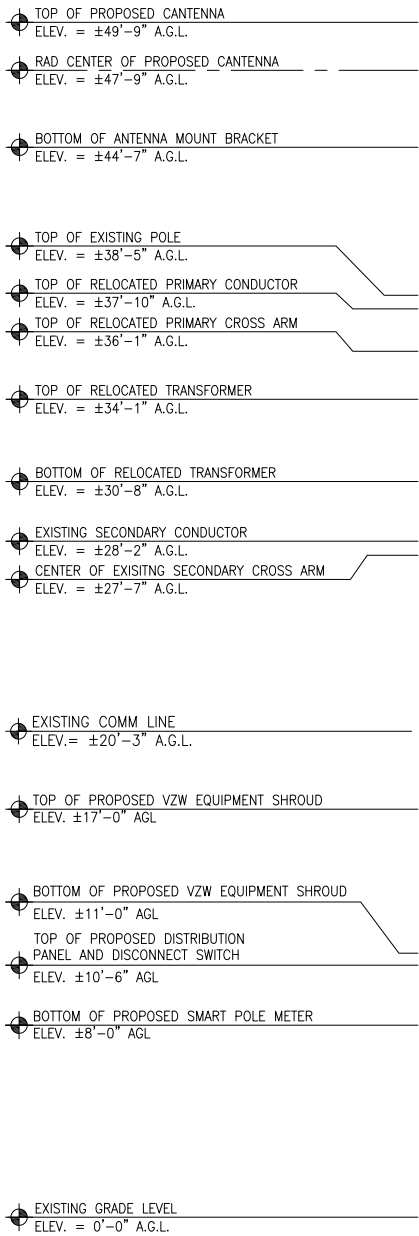 TOP OF PROPOSED CANTENNA
ELEV. = ±49'-9" A.G.L.
RAD CENTER OF PROPOSED CANTENNA
ELEV. = ±47'-9" A.G.L.
BOTTOM OF ANTENNA MOUNT BRACKET
ELEV. = ±44'-7" A.G.L.
TOP OF EXISTING POLE
ELEV. = ±38'-5" A.G.L.
TOP OF RELOCATED PRIMARY CONDUCTOR
ELEV. = ±37'-10" A.G.L.
TOP OF RELOCATED PRIMARY CROSS ARM
ELEV. = ±36'-1" A.G.L.
TOP OF RELOCATED TRANSFORMER
ELEV. = ±34'-1" A.G.L.
BOTTOM OF RELOCATED TRANSFORMER
ELEV. = ±30'-8" A.G.L.
EXISTING SECONDARY CONDUCTOR
ELEV. = ±28'-2" A.G.L.
CENTER OF EXISITNG SECONDARY CROSS ARM
ELEV. = ±27'-7" A.G.L.
EXISTING COMM LINE
ELEV.= ±20'-3" A.G.L.
TOP OF PROPOSED VZW EQUIPMENT SHROUD
ELEV. ±17'-0" AGL
BOTTOM OF PROPOSED VZW EQUIPMENT SHROUD
ELEV. ±11'-0" AGL
TOP OF PROPOSED DISTRIBUTION
PANEL AND DISCONNECT SWITCH
ELEV. ±10'-6" AGL
BOTTOM OF PROPOSED SMART POLE METER
ELEV. ±8'-0" AGL
EXISTING GRADE LEVEL
ELEV. = 0'-0" A.G.L.